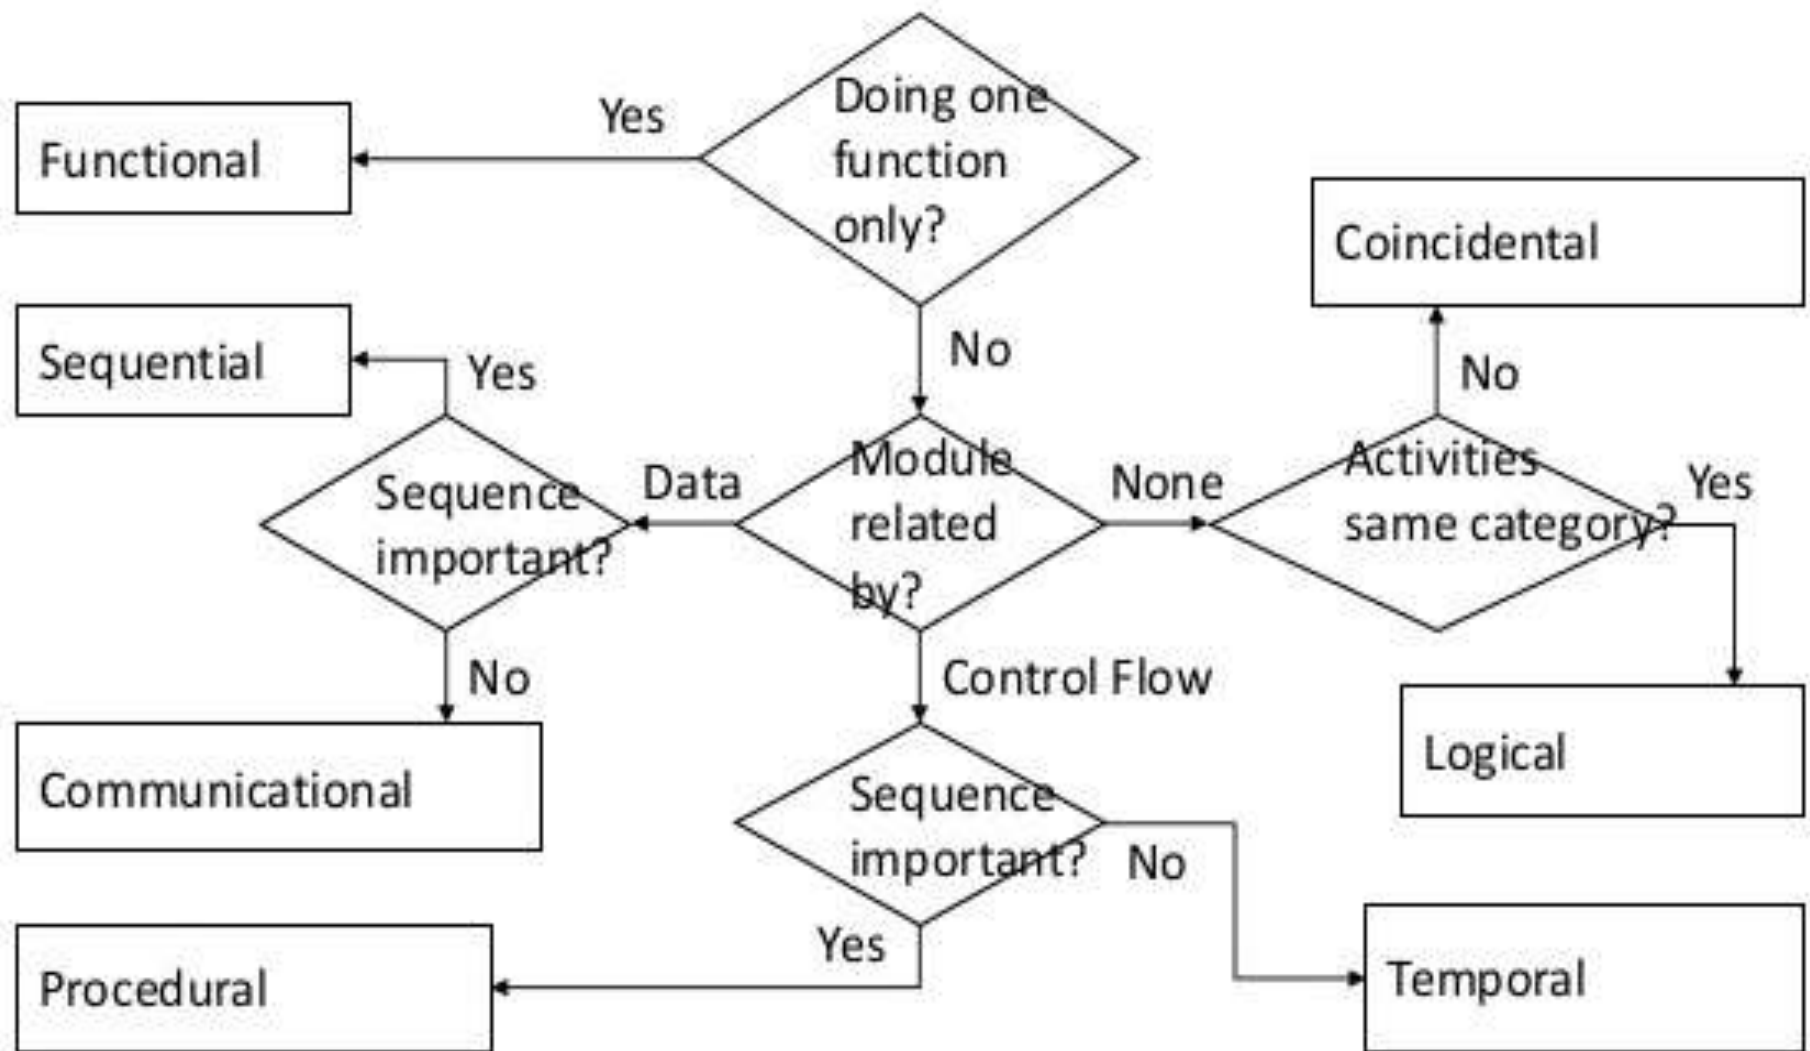 Doing one
function
only?
Yes
Functional
Coincidental
No
Sequential
Yes
No
Sequence
important?
Data
Module
related
by?
None
Activities
same category?
Yes
No
Control Flow
Communicational
Logical
Sequence
important?
No
Yes
Procedural
Temporal